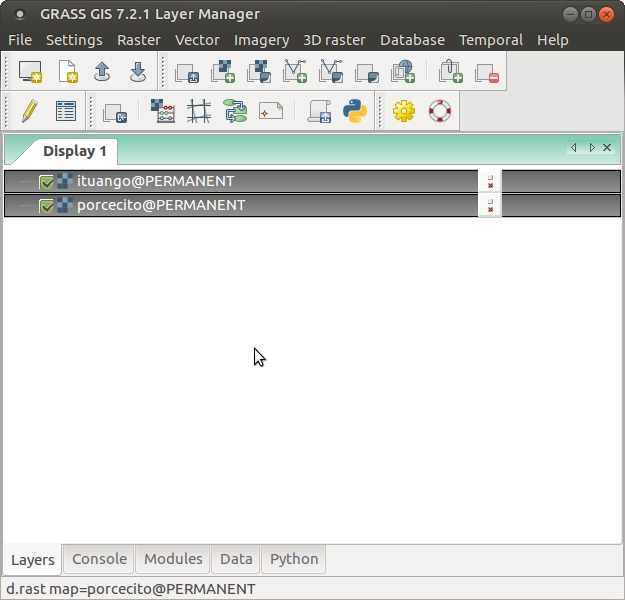 GRASS GIS 7.2.1 Layer Manager
File Settings Raster Vector Imagery 3D raster Database Temporal Help
Display 1
ituango@PERMANENT
porcecito@PERMANENT
Layers Console Modules Data Python
d.rast map=porcecito@PERMANENT